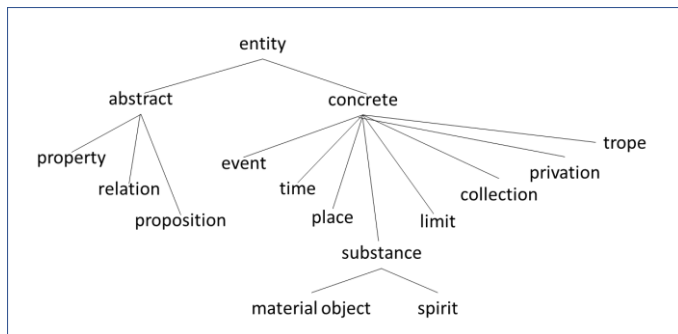 entity
abstract
concrete
property
relation
proposition
event
time
place
substance
limit
collection
privation
trope
material object
spirit